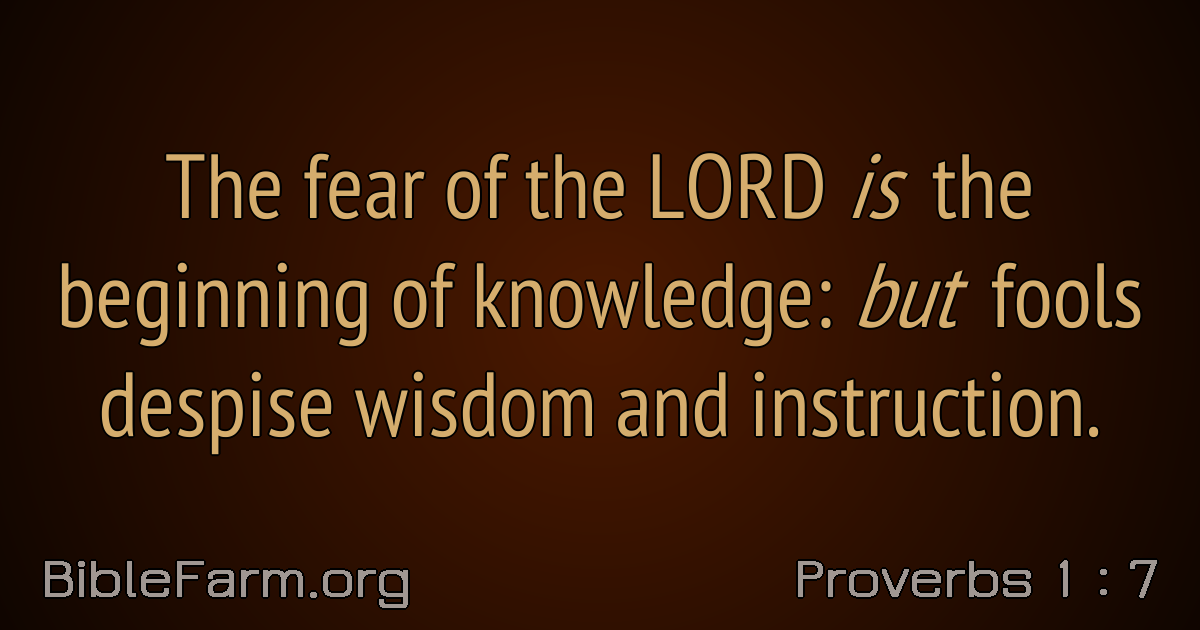 The fear of the LORD is the
beginning of knowledge: but fools
despise wisdom and instruction.
BibleFarm.org
Proverbs 1 : 7